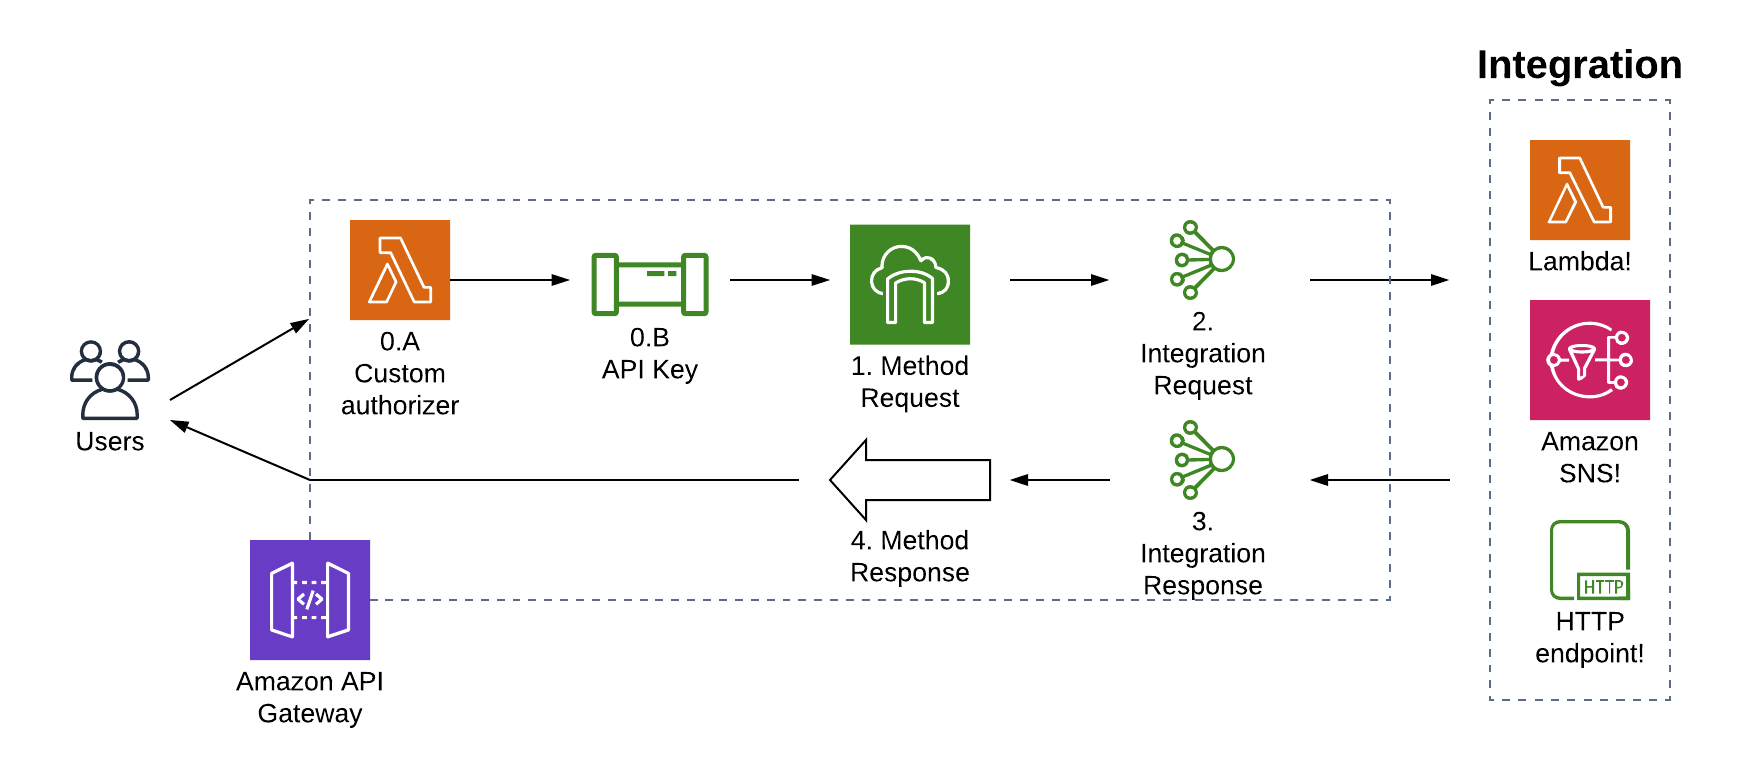 Integration
Lambda!
Amazon
SNS!
HTTP
HTTP
endpoint!
Users
0.A
Custom
authorizer
0.B
API Key
1. Method
Request
2.
Integration
Request
3.
Integration
Response
4. Method
Response
Amazon API
Gateway